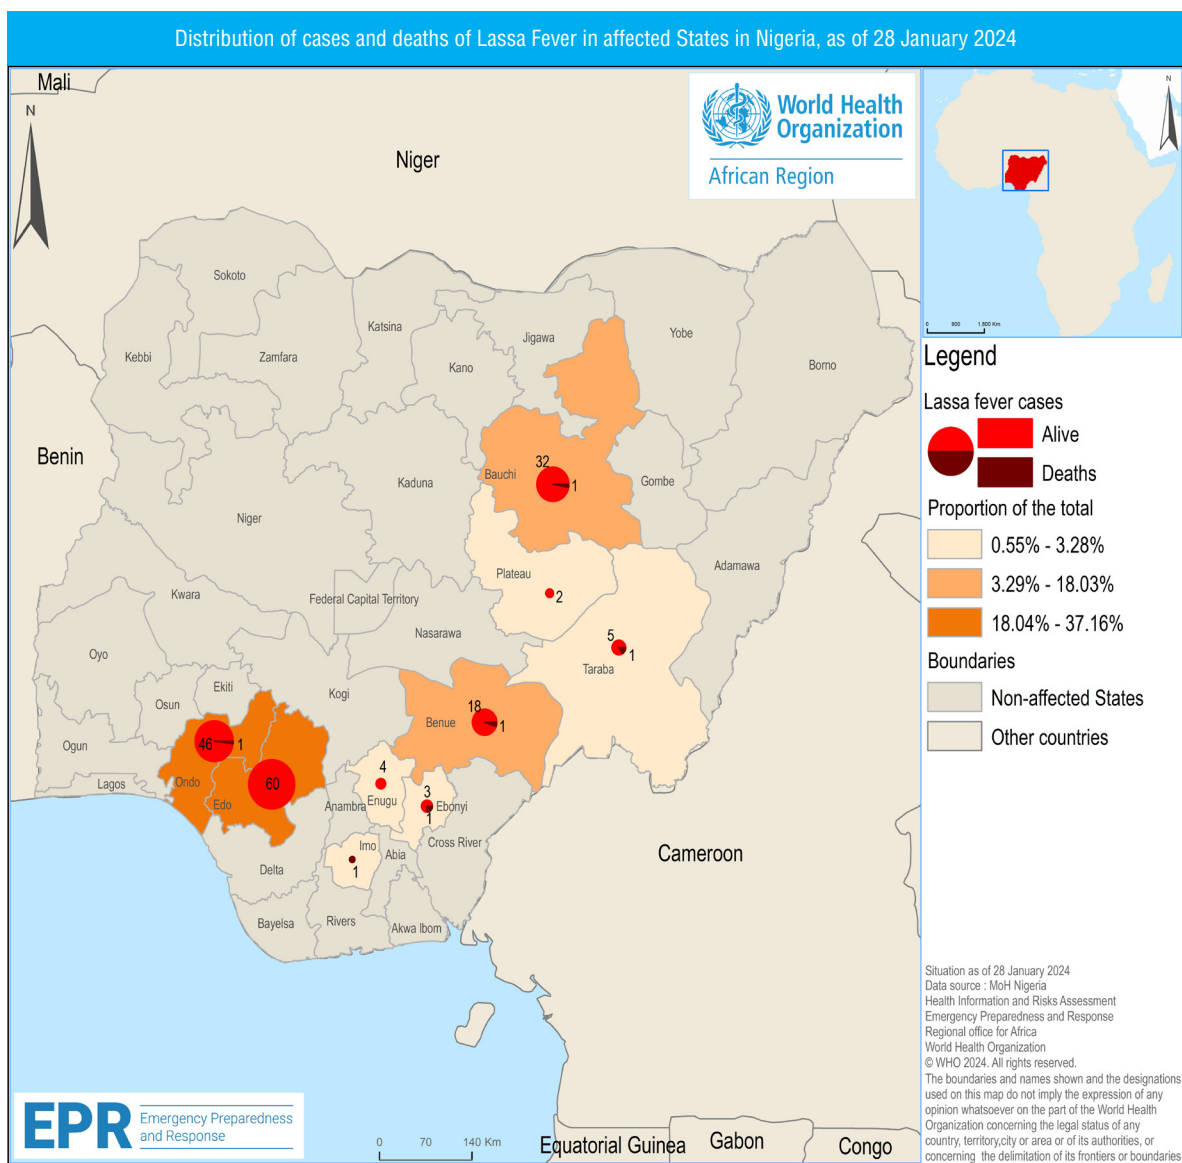 Distribution of cases and deaths of Lassa Fever in affected States in Nigeria, as of 28 January 2024
Mali
N
Niger
World Health
Organization
African Region
N
0 900 1,800 Km
Sokoto
Katsina
Jigawa
Yobe
Borno
Kebbi
Zamfara
Kano
Benin
Bauchi
32
1
Kaduna
Gombe
Niger
Plateau
2
Adamawa
Kwara
Federal Capital Territory
Nasarawa
5
1
Taraba
Oyo
Ekiti
Osun
Kogi
Benue
18
1
Ogun
46
1
Lagos
Ondo
Edo
60
Anambra
4
Enugu
3
1
Ebonyi
Cross River
Imo
1
Abia
Delta
Bayelsa
Rivers
Akwa Ibom
Cameroon
Equatorial Guinea
Gabon
Congo
EPR
Emergency Preparedness
and Response
0 70 140 Km
Legend
Lassa fever cases
Alive
Deaths
Proportion of the total
0.55% - 3.28%
3.29% - 18.03%
18.04% - 37.16%
Boundaries
Non-affected States
Other countries
Situation as of 28 January 2024
Data source : MoH Nigeria
Health Information and Risks Assessment
Emergency Preparedness and Response
Regional office for Africa
World Health Organization
© WHO 2024. All rights reserved.
The boundaries and names shown and the designations
used on this map do not imply the expression of any
opinion whatsoever on the part of the World Health
Organization concerning the legal status of any
country, territory,city or area or of its authorities, or
concerning the delimitation of its frontiers or boundaries